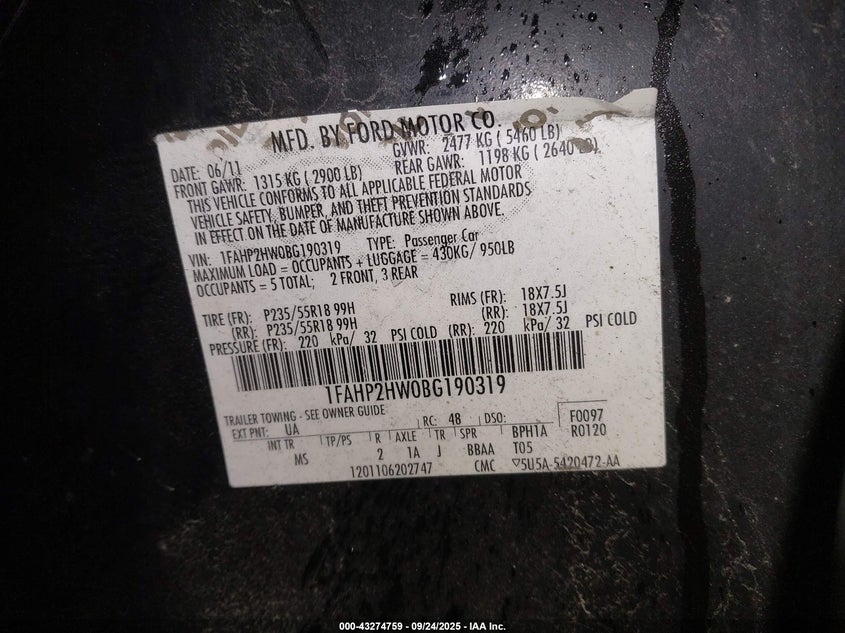 MFD. BY FORD MOTOR CO.
DATE: 06/11 GVWR: 2477 KG ( 5460 LB)
FRONT GAWR: 1315 KG ( 2900 LB) REAR GAWR: 1198 KG ( 2640 LB)
THIS VEHICLE CONFORMS TO ALL APPLICABLE FEDERAL MOTOR
VEHICLE SAFETY, BUMPER, AND THEFT PREVENTION STANDARDS
IN EFFECT ON THE DATE OF MANUFACTURE SHOWN ABOVE.
VIN: 1FAHP2HW0BG190319 TYPE: Passenger Car
MAXIMUM LOAD = OCCUPANTS + LUGGAGE = 430KG/ 950LB
OCCUPANTS = 5 TOTAL; 2 FRONT, 3 REAR
TIRE (FR): P235/55R18 99H RIMS (FR): 18X7.5J
(RR): P235/55R18 99H (RR): 18X7.5J
PRESSURE (FR): 220 kPa/ 32 PSI COLD (RR): 220 kPa/ 32 PSI COLD
1FAHP2HW0BG190319
TRAILER TOWING - SEE OWNER GUIDE
EXT PNT: UA RC: 48 DSO: F0097
R0120
INT TR TP/PS R AXLE TR SPR BPH1A
MS 2 1A J BBAA T05
1201106202747 CMC ▽5U5A-5420472-AA
000-43274759 - 09/24/2025 - IAA Inc.